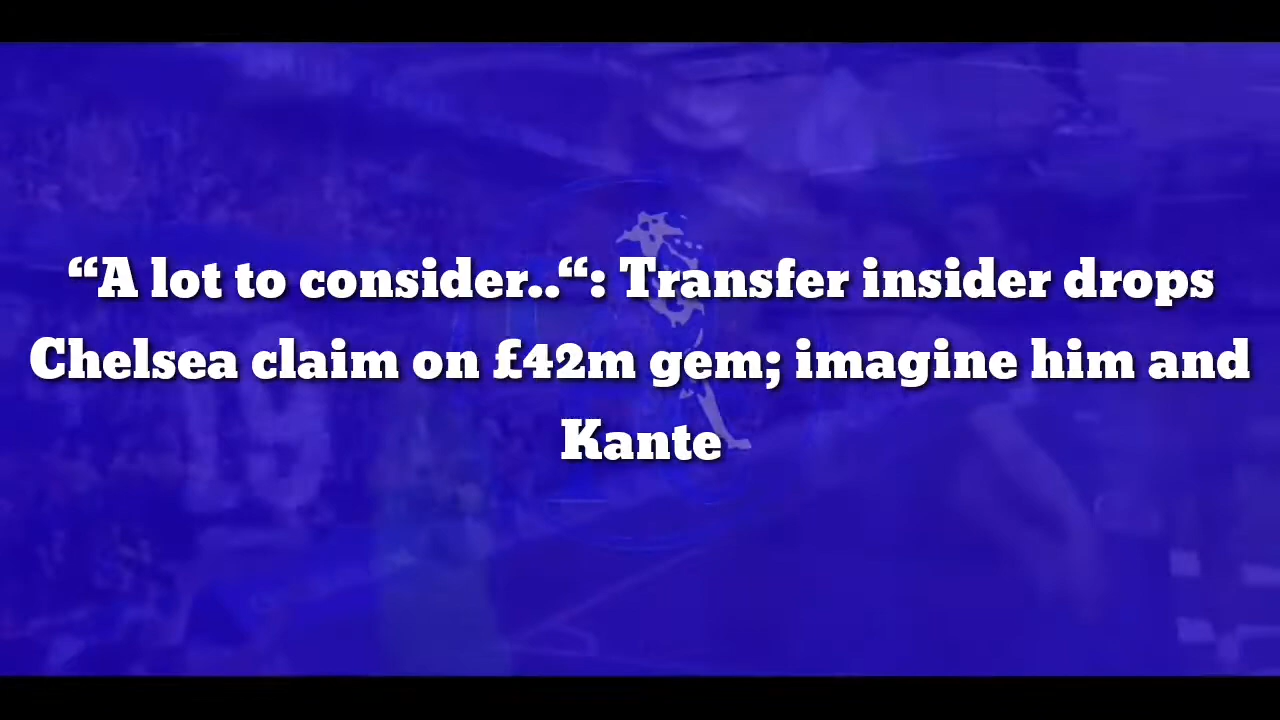 “A lot to consider..“: Transfer insider drops
Chelsea claim on £42m gem; imagine him and
Kante